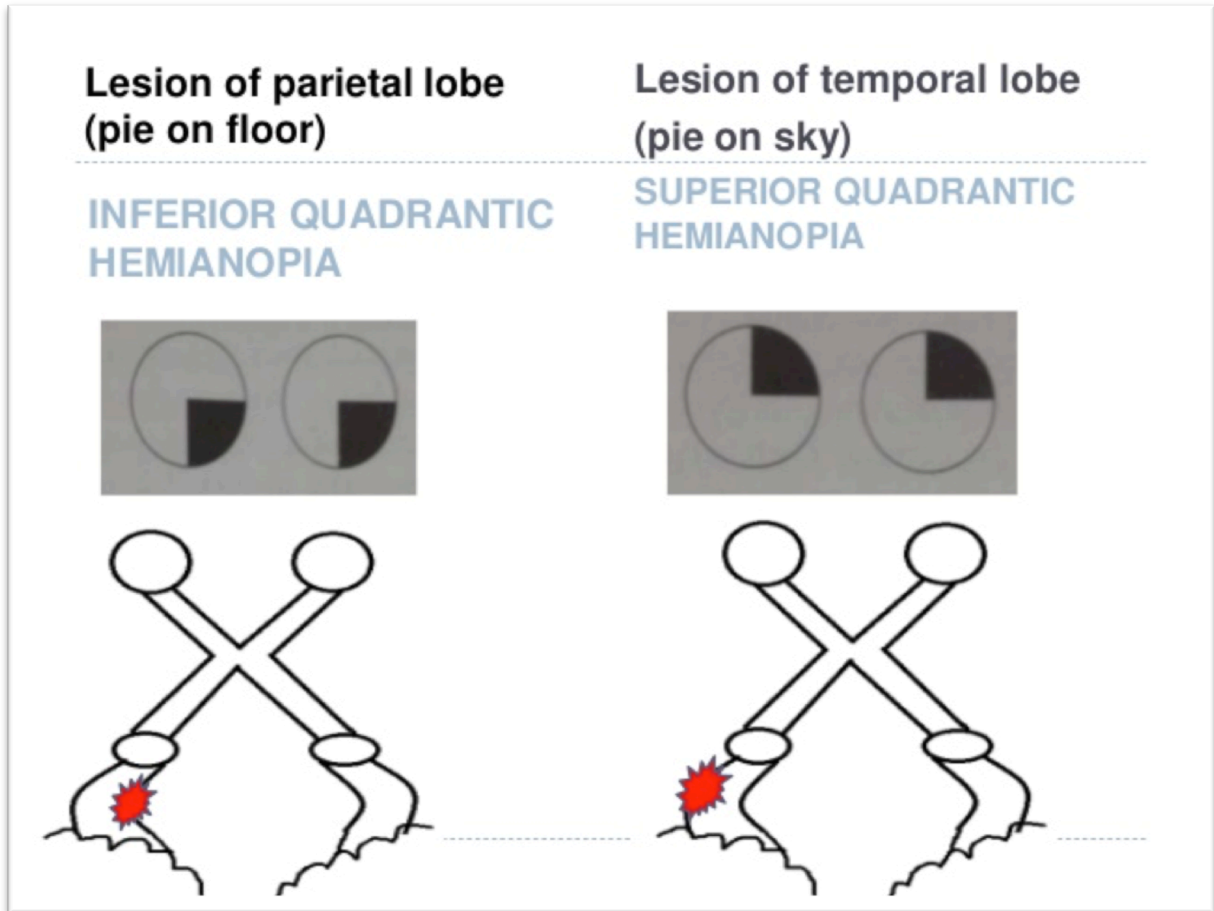 Lesion of parietal lobe
(pie on floor)
INFERIOR QUADRANTIC
HEMIANOPIA
Lesion of temporal lobe
(pie on sky)
SUPERIOR QUADRANTIC
HEMIANOPIA